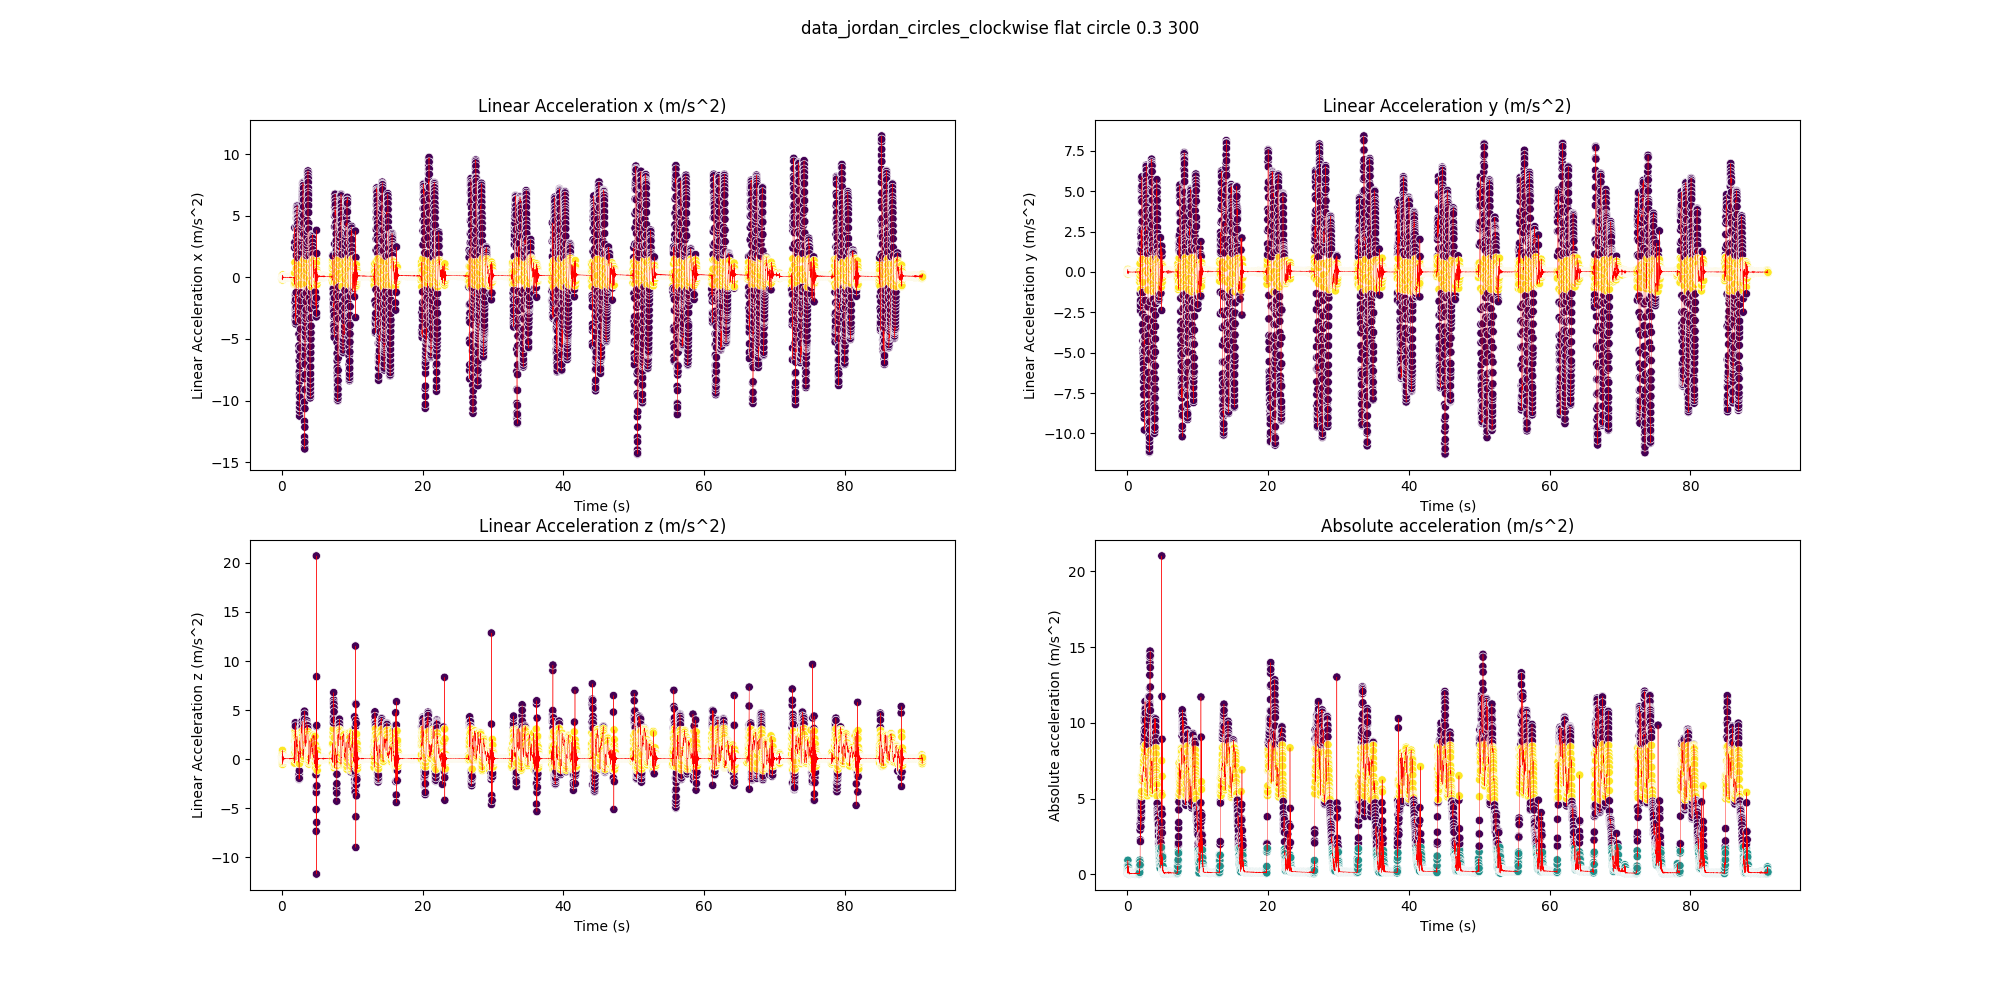 data_jordan_circles_clockwise flat circle 0.3 300
Linear Acceleration x (m/s^2)
Linear Acceleration x (m/s^2)
10
5
0
−5
−10
−15
0 20 40 60 80
Time (s)
Linear Acceleration y (m/s^2)
Linear Acceleration y (m/s^2)
7.5
5.0
2.5
0.0
−2.5
−5.0
−7.5
−10.0
0 20 40 60 80
Time (s)
Linear Acceleration z (m/s^2)
Linear Acceleration z (m/s^2)
20
15
10
5
0
−5
−10
0 20 40 60 80
Time (s)
Absolute acceleration (m/s^2)
Absolute acceleration (m/s^2)
20
15
10
5
0
0 20 40 60 80
Time (s)